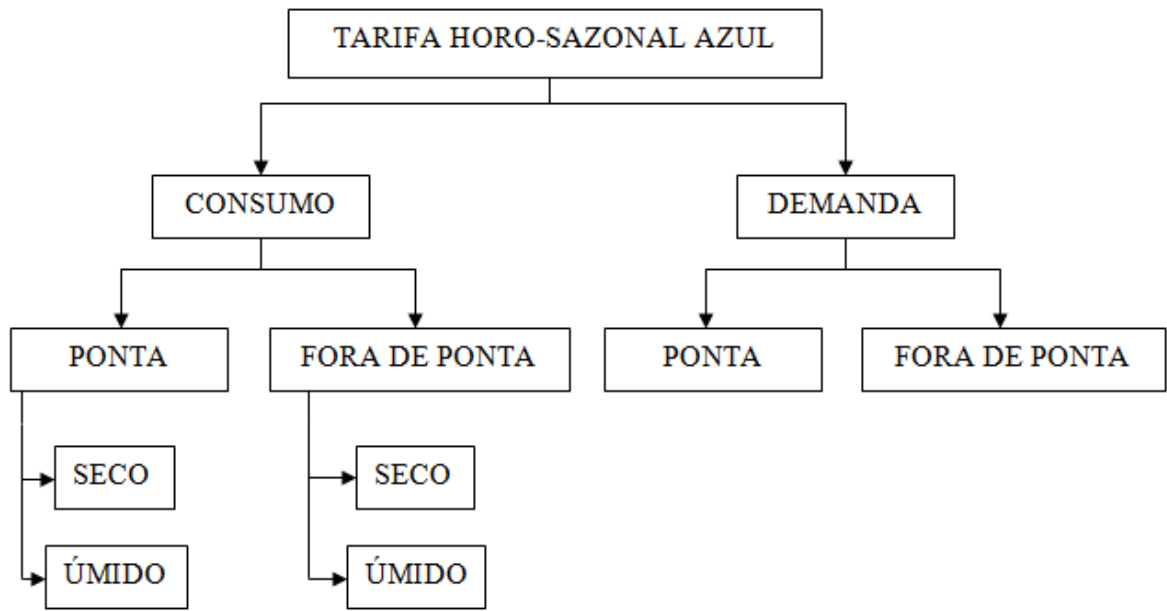 TARIFA HORO-SAZONAL AZUL
CONSUMO
DEMANDA
PONTA
FORA DE PONTA
PONTA
FORA DE PONTA
SECO
SECO
ÚMIDO
ÚMIDO